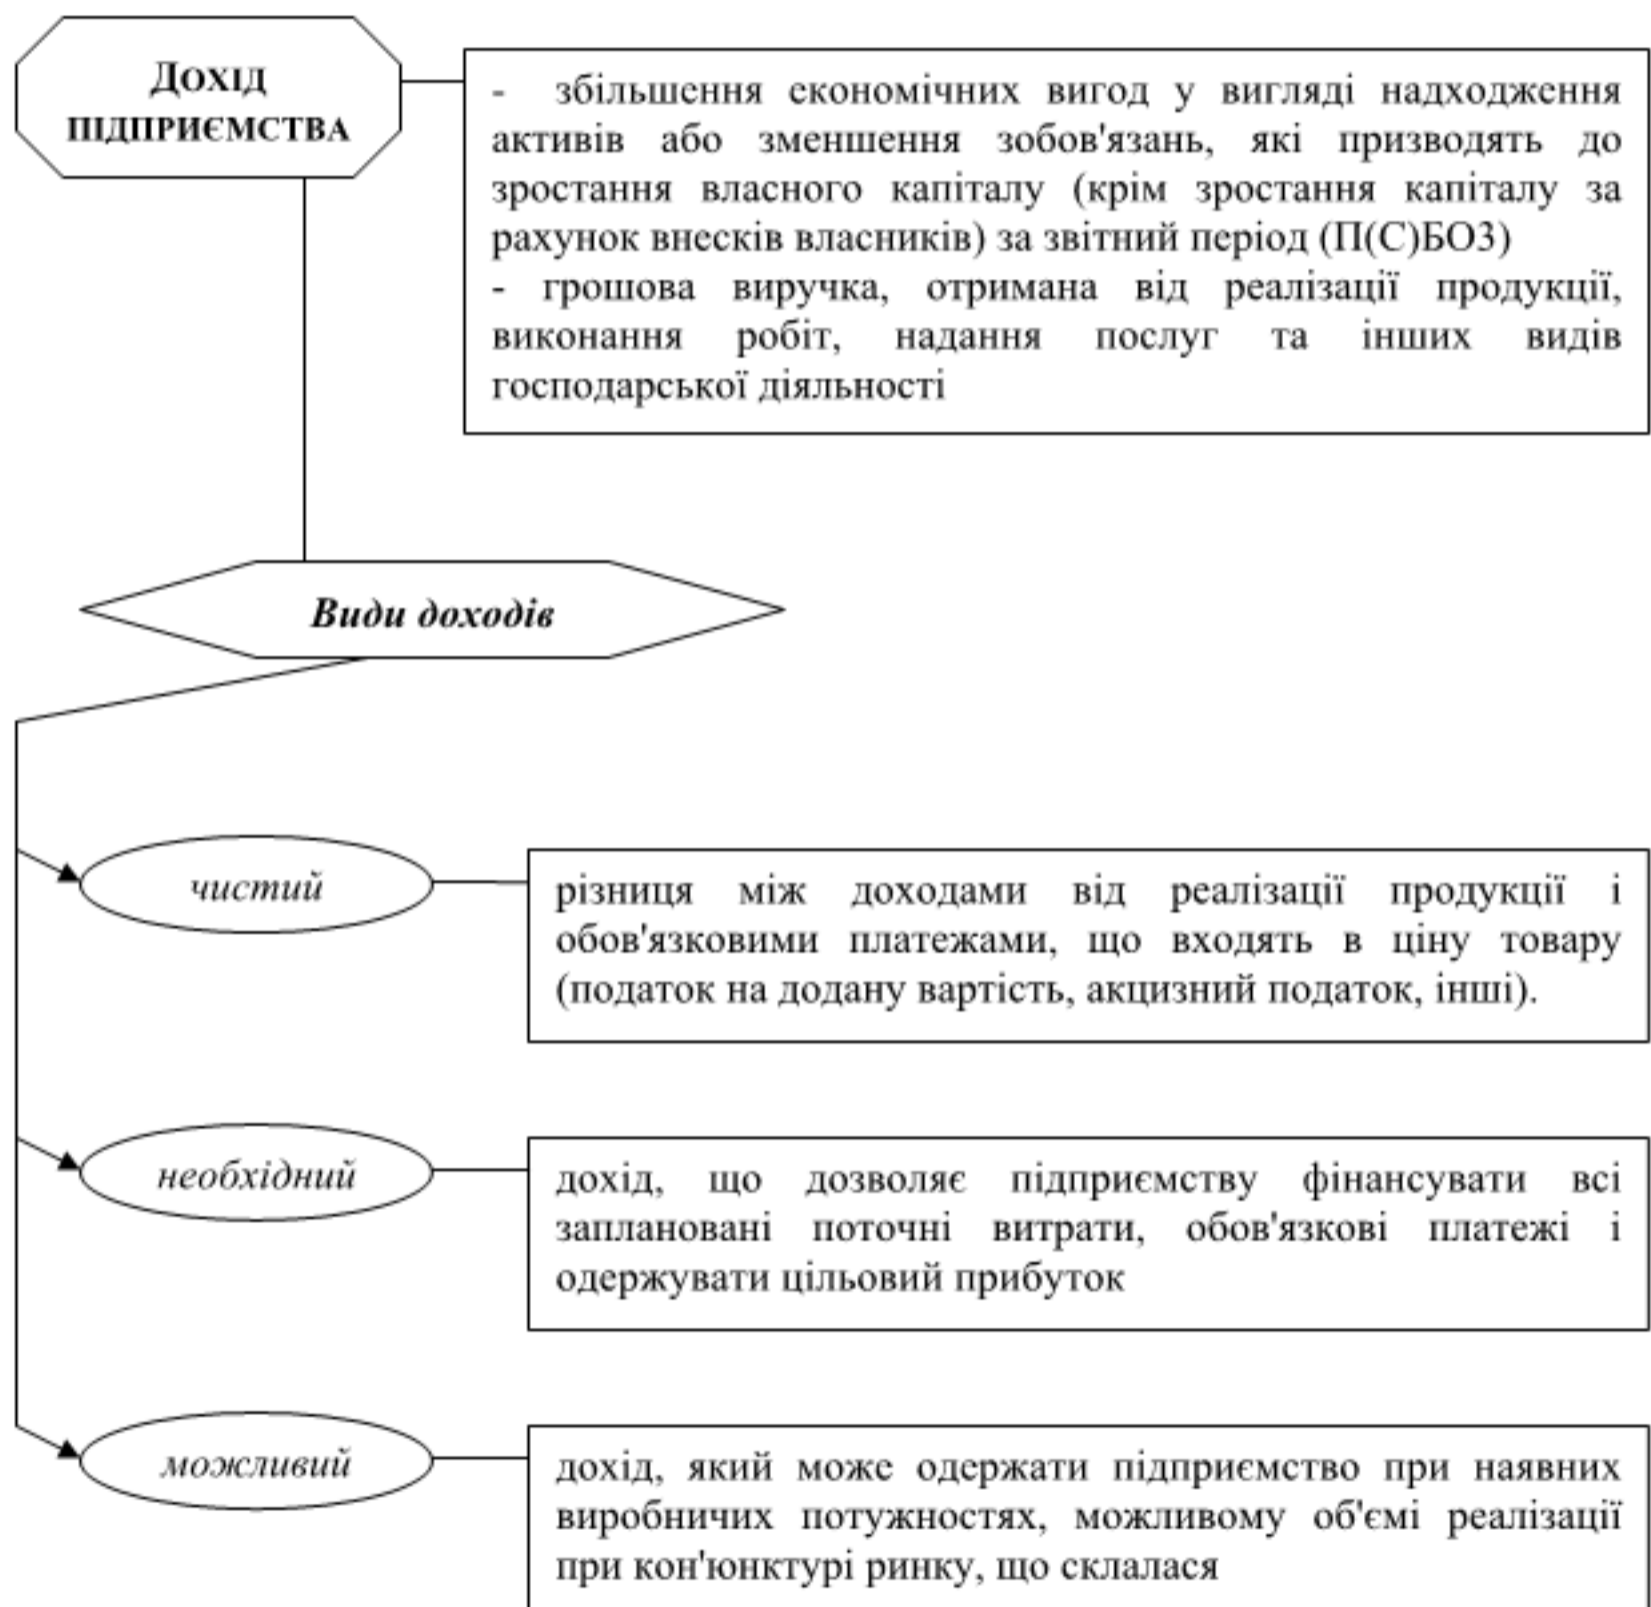 ДОХІД
ПІДПРИЄМСТВА
- збільшення економічних вигод у вигляді надходження
активів або зменшення зобов'язань, які призводять до
зростання власного капіталу (крім зростання капіталу за
рахунок внесків власників) за звітний період (П(С)БО3)
- грошова виручка, отримана від реалізації продукції,
виконання робіт, надання послуг та інших видів
господарської діяльності
Види доходів
чистий
різниця між доходами від реалізації продукції і
обов'язковими платежами, що входять в ціну товару
(податок на додану вартість, акцизний податок, інші).
необхідний
дохід, що дозволяє підприємству фінансувати всі
заплановані поточні витрати, обов'язкові платежі і
одержувати цільовий прибуток
можливий
дохід, який може одержати підприємство при наявних
виробничих потужностях, можливому об'ємі реалізації
при кон'юнктурі ринку, що склалася